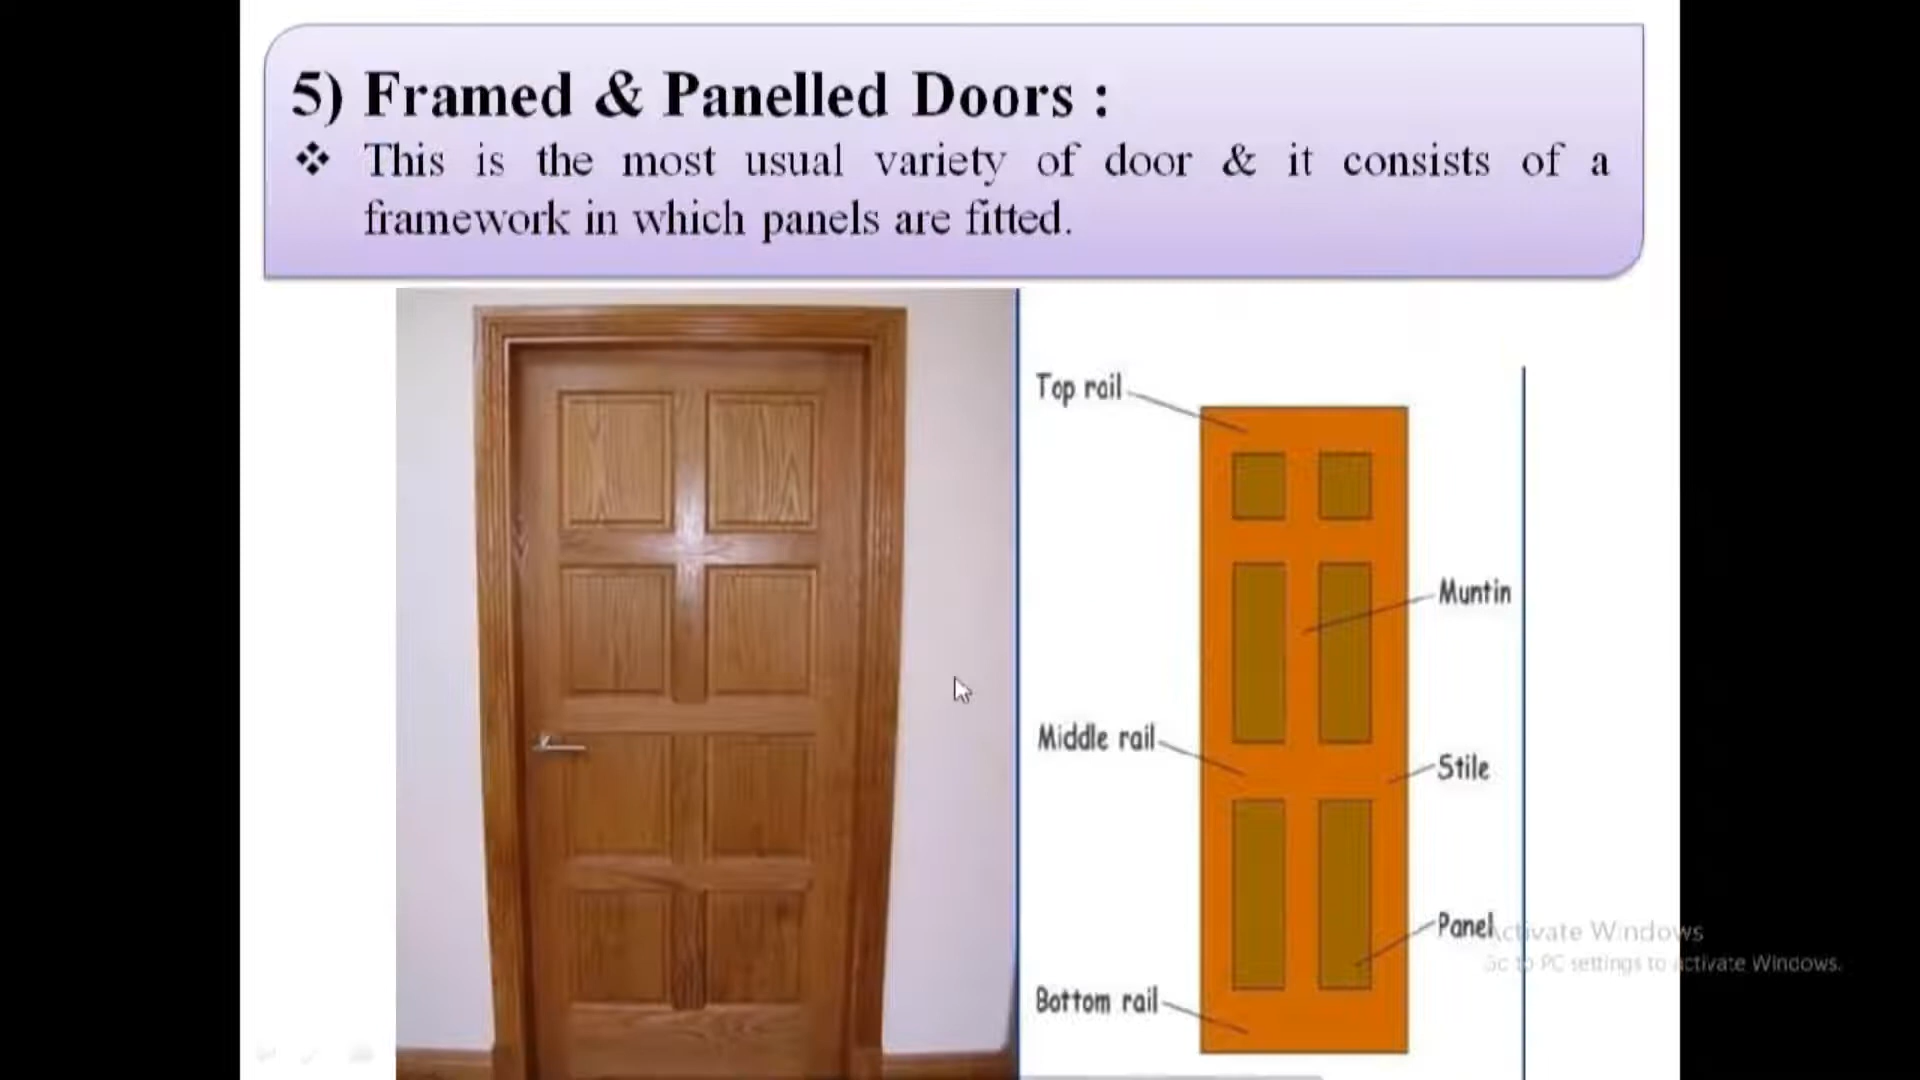 5) Framed & Panelled Doors :
❖ This is the most usual variety of door & it consists of a
framework in which panels are fitted.
Top rail
Muntin
Middle rail
Stile
Panel
Bottom rail
Activate Windows
Go to PC settings to activate Windows.